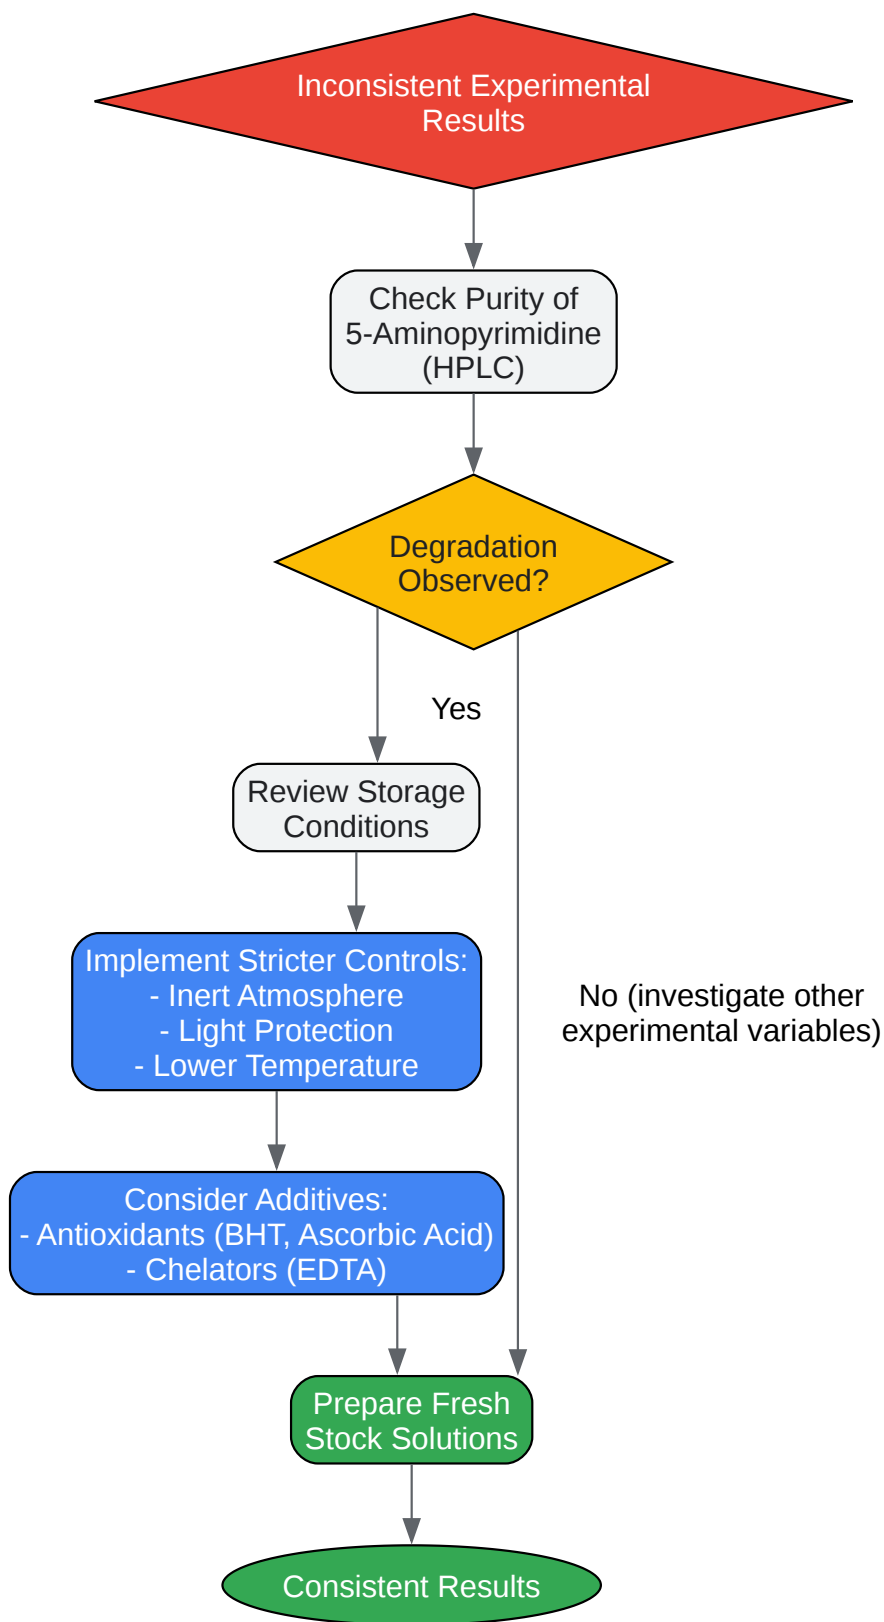 Inconsistent Experimental
Results
Check Purity of
5-Aminopyrimidine
(HPLC)
Degradation
Observed?
Yes
Review Storage
Conditions
Implement Stricter Controls:
- Inert Atmosphere
- Light Protection
- Lower Temperature
No (investigate other
experimental variables)
Consider Additives:
- Antioxidants (BHT, Ascorbic Acid)
- Chelators (EDTA)
Prepare Fresh
Stock Solutions
Consistent Results